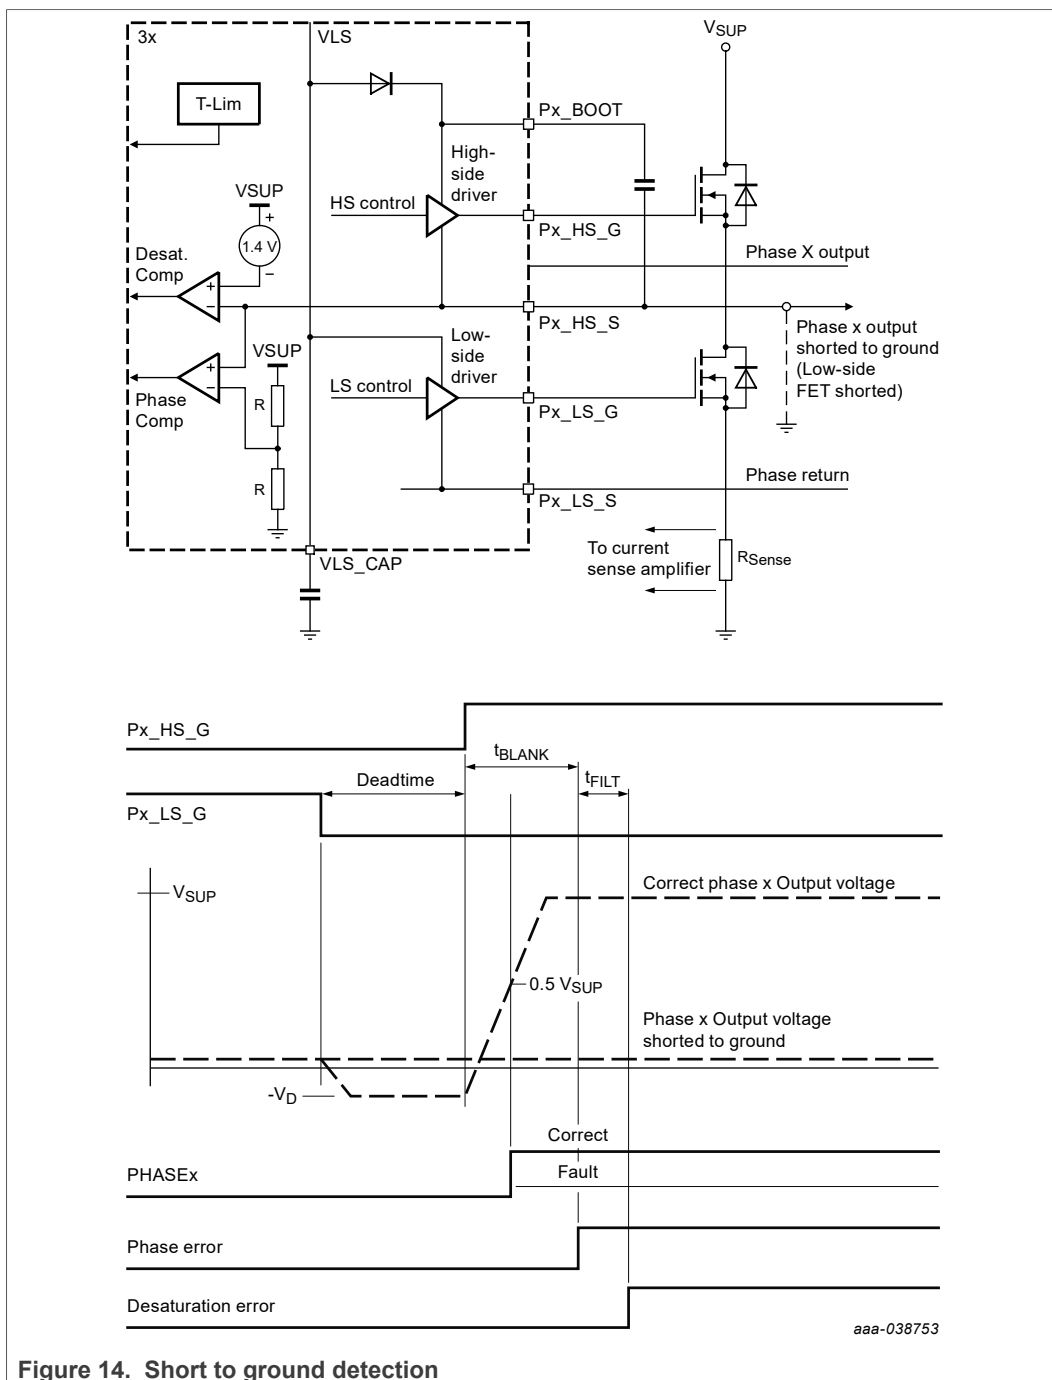 3x
VLS
VSUP
T-Lim
Px_BOOT
High-
side
driver
VSUP
+
HS control
Px_HS_G
1.4 V
Desat.
Comp
−
Phase X output
+
−
Px_HS_S
Phase x output
shorted to ground
(Low-side
FET shorted)
Low-
side
driver
VSUP
+
−
LS control
Phase
Comp
R
Px_LS_G
R
Phase return
Px_LS_S
To current
sense amplifier
RSense
VLS_CAP
Px_HS_G
tBLANK
Deadtime
tFILT
Px_LS_G
VSUP
Correct phase x Output voltage
0.5 VSUP
Phase x Output voltage
shorted to ground
-VD
Correct
PHASEx
Fault
Phase error
Desaturation error
aaa-038753
Figure 14. Short to ground detection